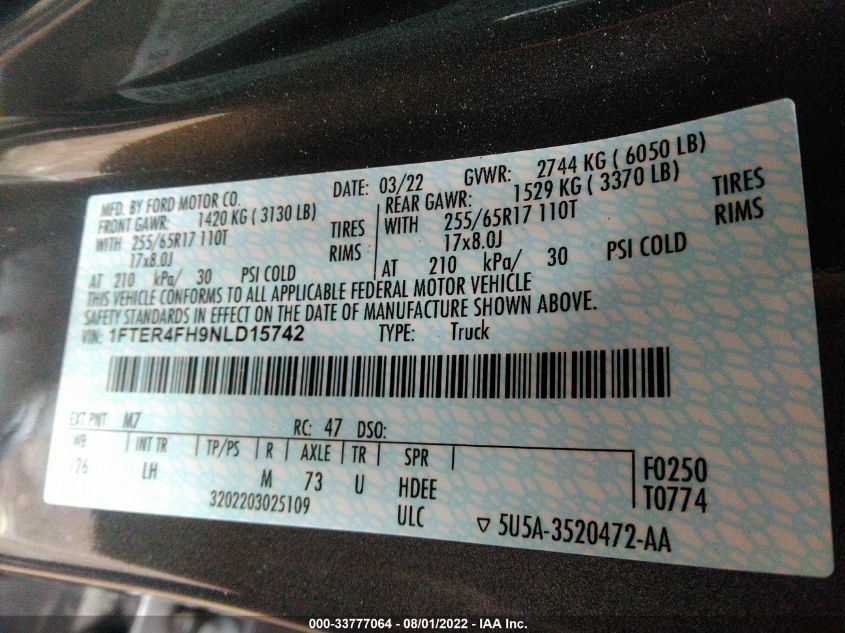 MFD. BY FORD MOTOR CO. DATE: 03/22 GVWR: 2744 KG ( 6050 LB)
FRONT GAWR: 1420 KG ( 3130 LB) REAR GAWR: 1529 KG ( 3370 LB)
WITH 255/65R17 110T TIRES WITH 255/65R17 110T TIRES
17x8.0J RIMS 17x8.0J RIMS
AT 210 kPa/ 30 PSI COLD AT 210 kPa/ 30 PSI COLD
THIS VEHICLE CONFORMS TO ALL APPLICABLE FEDERAL MOTOR VEHICLE
SAFETY STANDARDS IN EFFECT ON THE DATE OF MANUFACTURE SHOWN ABOVE.
VIN: 1FTER4FH9NLD15742 TYPE: Truck
EXT PNT: M7 RC: 47 DSO:
WB INT TR TP/PS R AXLE TR SPR F0250
126 LH M 73 U HDEE T0774
3202203025109 ULC ▽ 5U5A-3520472-AA
000-33777064 - 08/01/2022 - IAA Inc.